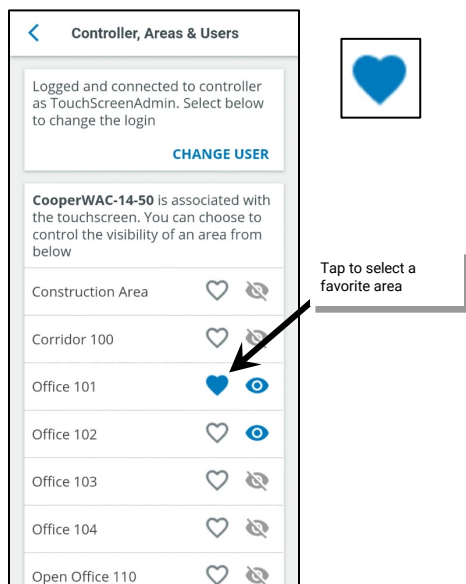 Controller, Areas & Users
Logged and connected to controller
as TouchScreenAdmin. Select below
to change the login
CHANGE USER
CooperWAC-14-50 is associated with
the touchscreen. You can choose to
control the visibility of an area from
below
Construction Area
Corridor 100
Office 101
Office 102
Office 103
Office 104
Open Office 110
Tap to select a
favorite area